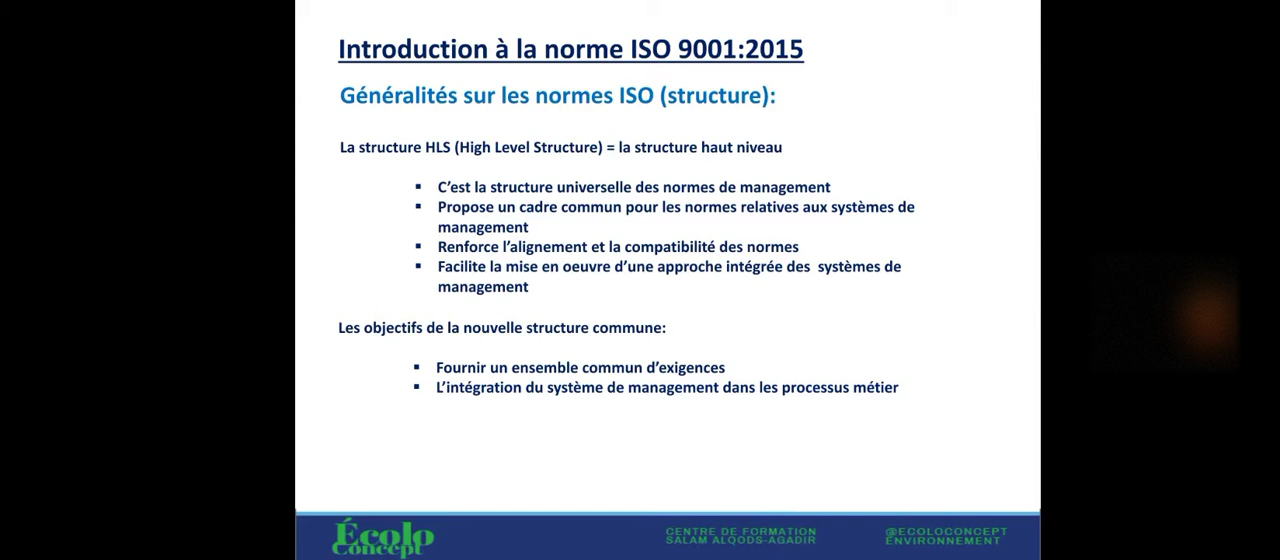 Introduction à la norme ISO 9001:2015
Généralités sur les normes ISO (structure):
La structure HLS (High Level Structure) = la structure haut niveau
▪ C’est la structure universelle des normes de management
▪ Propose un cadre commun pour les normes relatives aux systèmes de
management
▪ Renforce l’alignement et la compatibilité des normes
▪ Facilite la mise en oeuvre d’une approche intégrée des  systèmes de
management
Les objectifs de la nouvelle structure commune:
▪ Fournir un ensemble commun d’exigences
▪ L’intégration du système de management dans les processus métier
Écolo
Concept
CENTRE DE FORMATION
SALAM ALQODS-AGADIR
@ECOLOCONCEPT
ENVIRONNEMENT